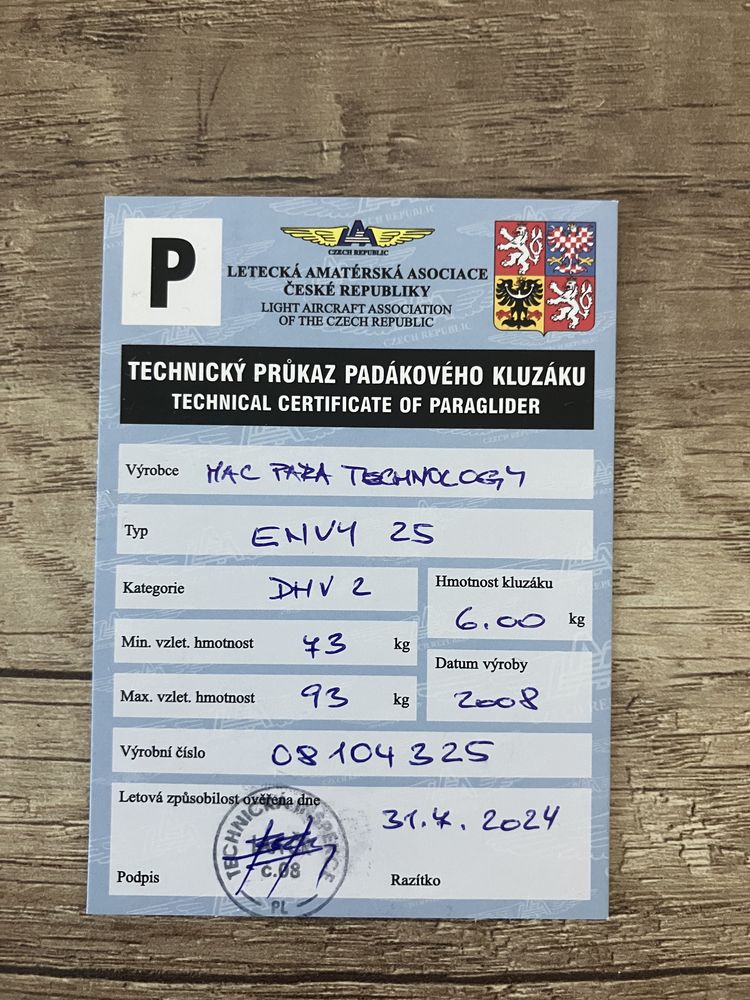 P
CZECH REPUBLIC
LETECKÁ AMATÉRSKÁ ASOCIACE
ČESKÉ REPUBLIKY
LIGHT AIRCRAFT ASSOCIATION
OF THE CZECH REPUBLIC
TECHNICKÝ PRŮKAZ PADÁKOVÉHO KLUZÁKU
TECHNICAL CERTIFICATE OF PARAGLIDER
Výrobce MAC PARA TECHNOLOGY
Typ ENVY 25
Kategorie DHV 2
Hmotnost kluzáku
6.00 kg
Min. vzlet. hmotnost 73 kg
Datum výroby
2008
Max. vzlet. hmotnost 93 kg
Výrobní číslo 08104325
Letová způsobilost ověřena dne
31.7.2024
TECHNICKÁ INSPEKCE
č.08
PL
Podpis
Razítko